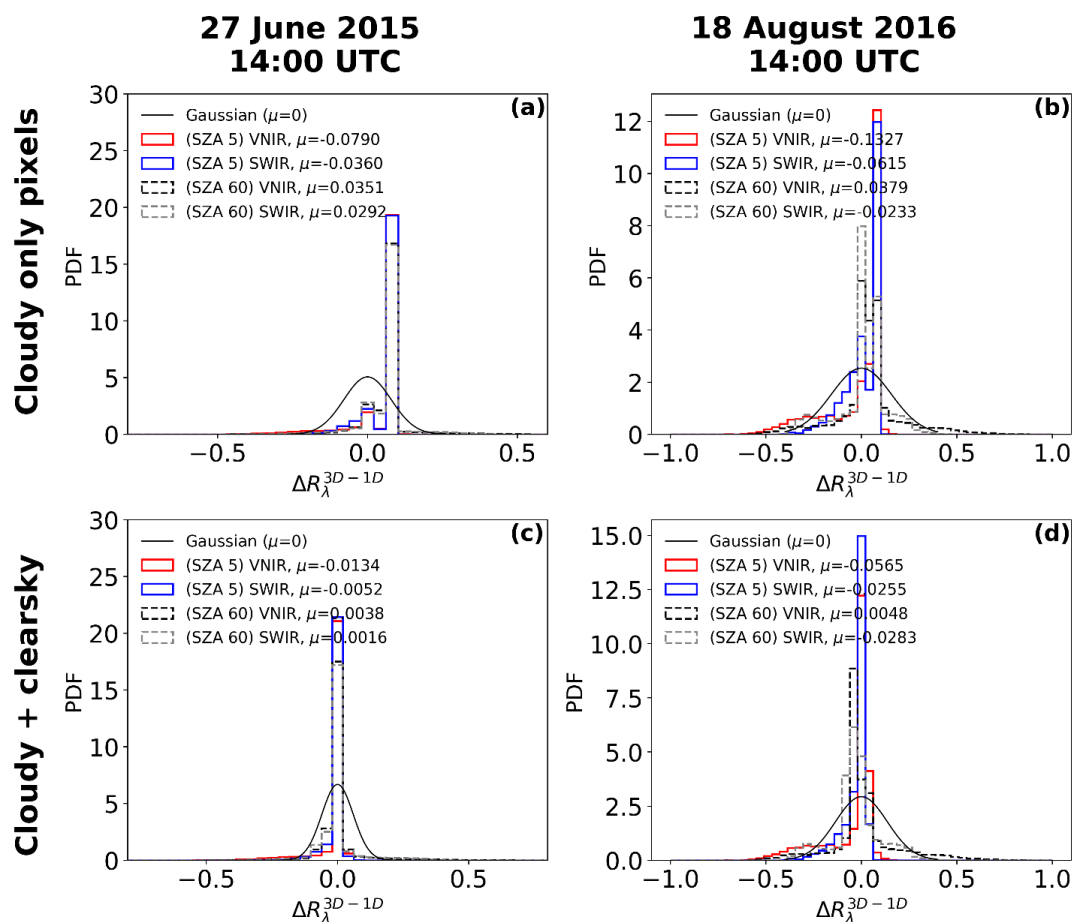 27 June 2015
14:00 UTC
18 August 2016
14:00 UTC
Cloudy only pixels
(a)
30
25
20
15
10
5
0
PDF
Gaussian (μ=0)
(SZA 5) VNIR, μ=-0.0790
(SZA 5) SWIR, μ=-0.0360
(SZA 60) VNIR, μ=0.0351
(SZA 60) SWIR, μ=0.0292
−0.5 0.0 0.5
ΔR_λ^{3D−1D}
(b)
12
10
8
6
4
2
0
PDF
Gaussian (μ=0)
(SZA 5) VNIR, μ=-0.1327
(SZA 5) SWIR, μ=-0.0615
(SZA 60) VNIR, μ=0.0379
(SZA 60) SWIR, μ=-0.0233
−1.0 −0.5 0.0 0.5 1.0
ΔR_λ^{3D−1D}
Cloudy + clearsky
(c)
30
25
20
15
10
5
0
PDF
Gaussian (μ=0)
(SZA 5) VNIR, μ=-0.0134
(SZA 5) SWIR, μ=-0.0052
(SZA 60) VNIR, μ=0.0038
(SZA 60) SWIR, μ=0.0016
−0.5 0.0 0.5
ΔR_λ^{3D−1D}
(d)
15.0
12.5
10.0
7.5
5.0
2.5
0.0
PDF
Gaussian (μ=0)
(SZA 5) VNIR, μ=-0.0565
(SZA 5) SWIR, μ=-0.0255
(SZA 60) VNIR, μ=0.0048
(SZA 60) SWIR, μ=-0.0283
−1.0 −0.5 0.0 0.5 1.0
ΔR_λ^{3D−1D}